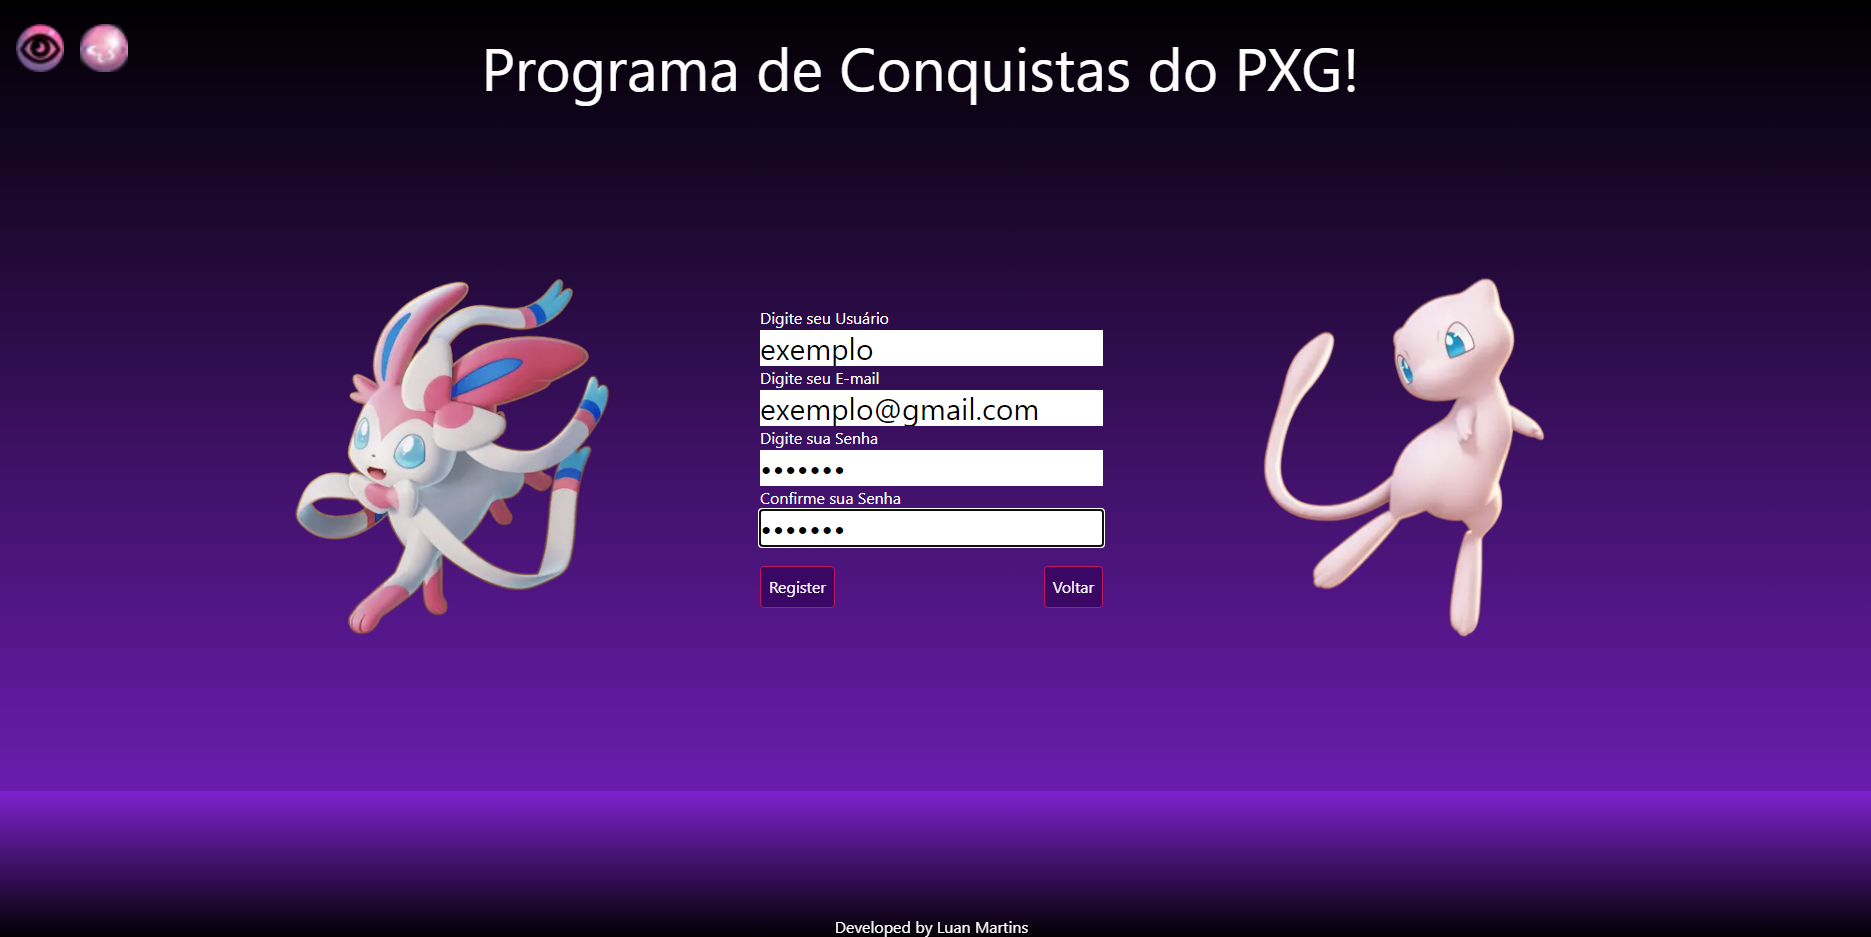 Programa de Conquistas do PXG!
Digite seu Usuário
exemplo
Digite seu E-mail
exemplo@gmail.com
Digite sua Senha
•••••••
Confirme sua Senha
•••••••
Register Voltar
Developed by Luan Martins